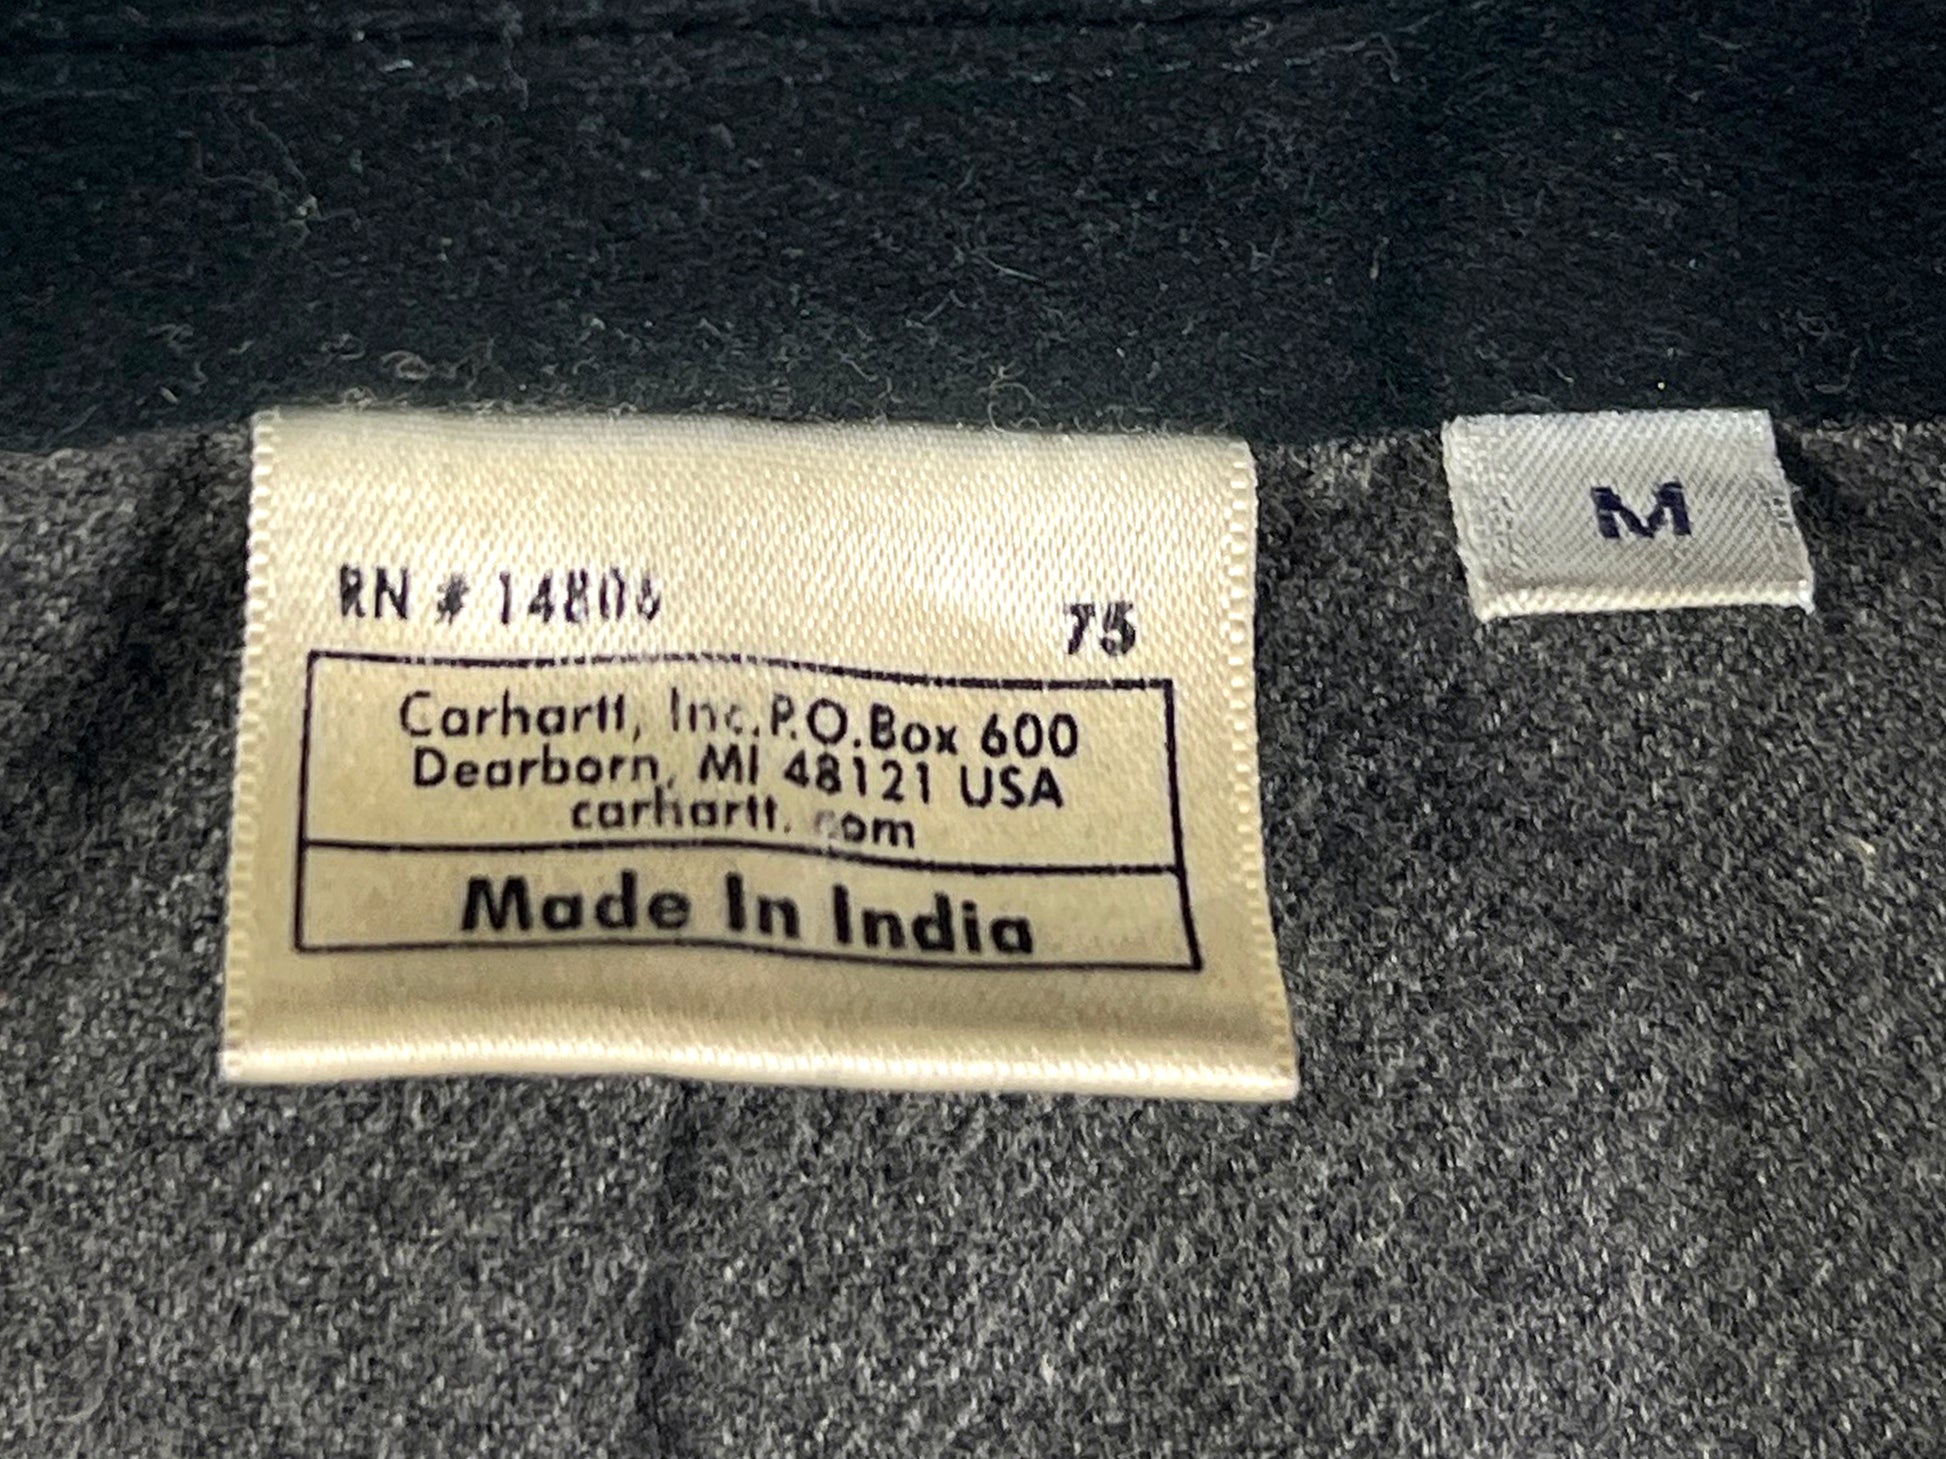 RN # 14806
75
M
Carhartt, Inc.P.O.Box 600
Dearborn, MI 48121 USA
carhartt. com
Made In India